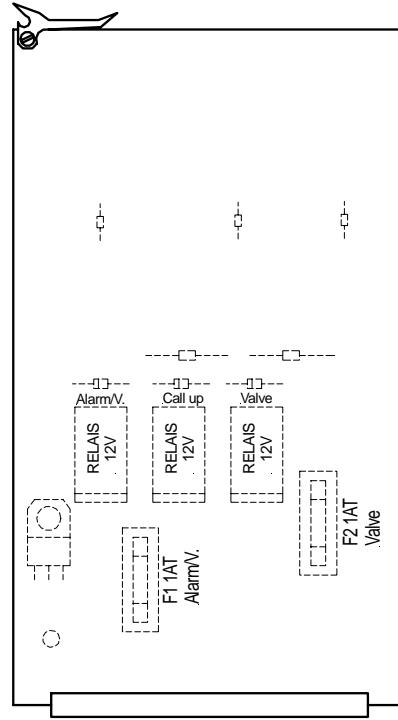 Alarm/V.
Call up
Valve
RELAIS
12V
RELAIS
12V
RELAIS
12V
F1 1AT
Alarm/V.
F2 1AT
Valve